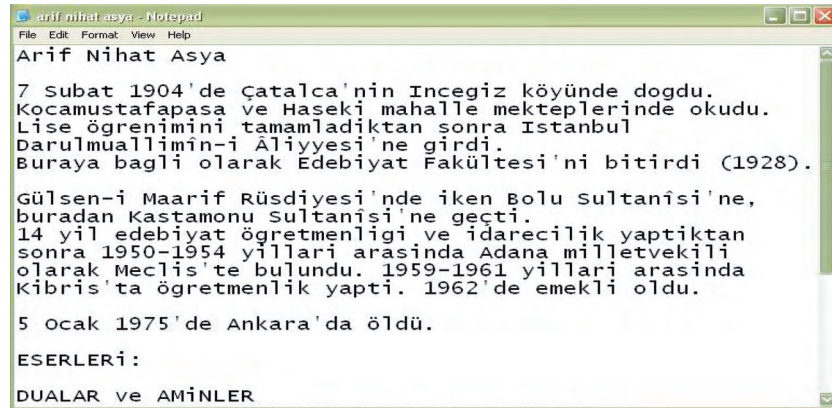 arif nihat asya - Notepad
File Edit Format View Help
Arif Nihat Asya
7 Subat 1904'de Çatalca'nin Incegiz köyünde dogdu.
Kocamustafapasa ve Haseki mahalle mekteplerinde okudu.
Lise ögrenimini tamamladiktan sonra Istanbul
Darulmuallimîn-i Âliyyesi'ne girdi.
Buraya bagli olarak Edebiyat Fakültesi'ni bitirdi (1928).
Gülsen-i Maarif Rüsdiyesi'nde iken Bolu Sultanîsi'ne,
buradan Kastamonu Sultanîsi'ne geçti.
14 yil edebiyat ögretmenligi ve idarecilik yaptiktan
sonra 1950-1954 yillari arasinda Adana milletvekili
olarak Meclis'te bulundu. 1959-1961 yillari arasinda
Kibris'ta ögretmenlik yapti. 1962'de emekli oldu.
5 Ocak 1975'de Ankara'da öldü.
ESERLERi:
DUALAR ve AMiNLER